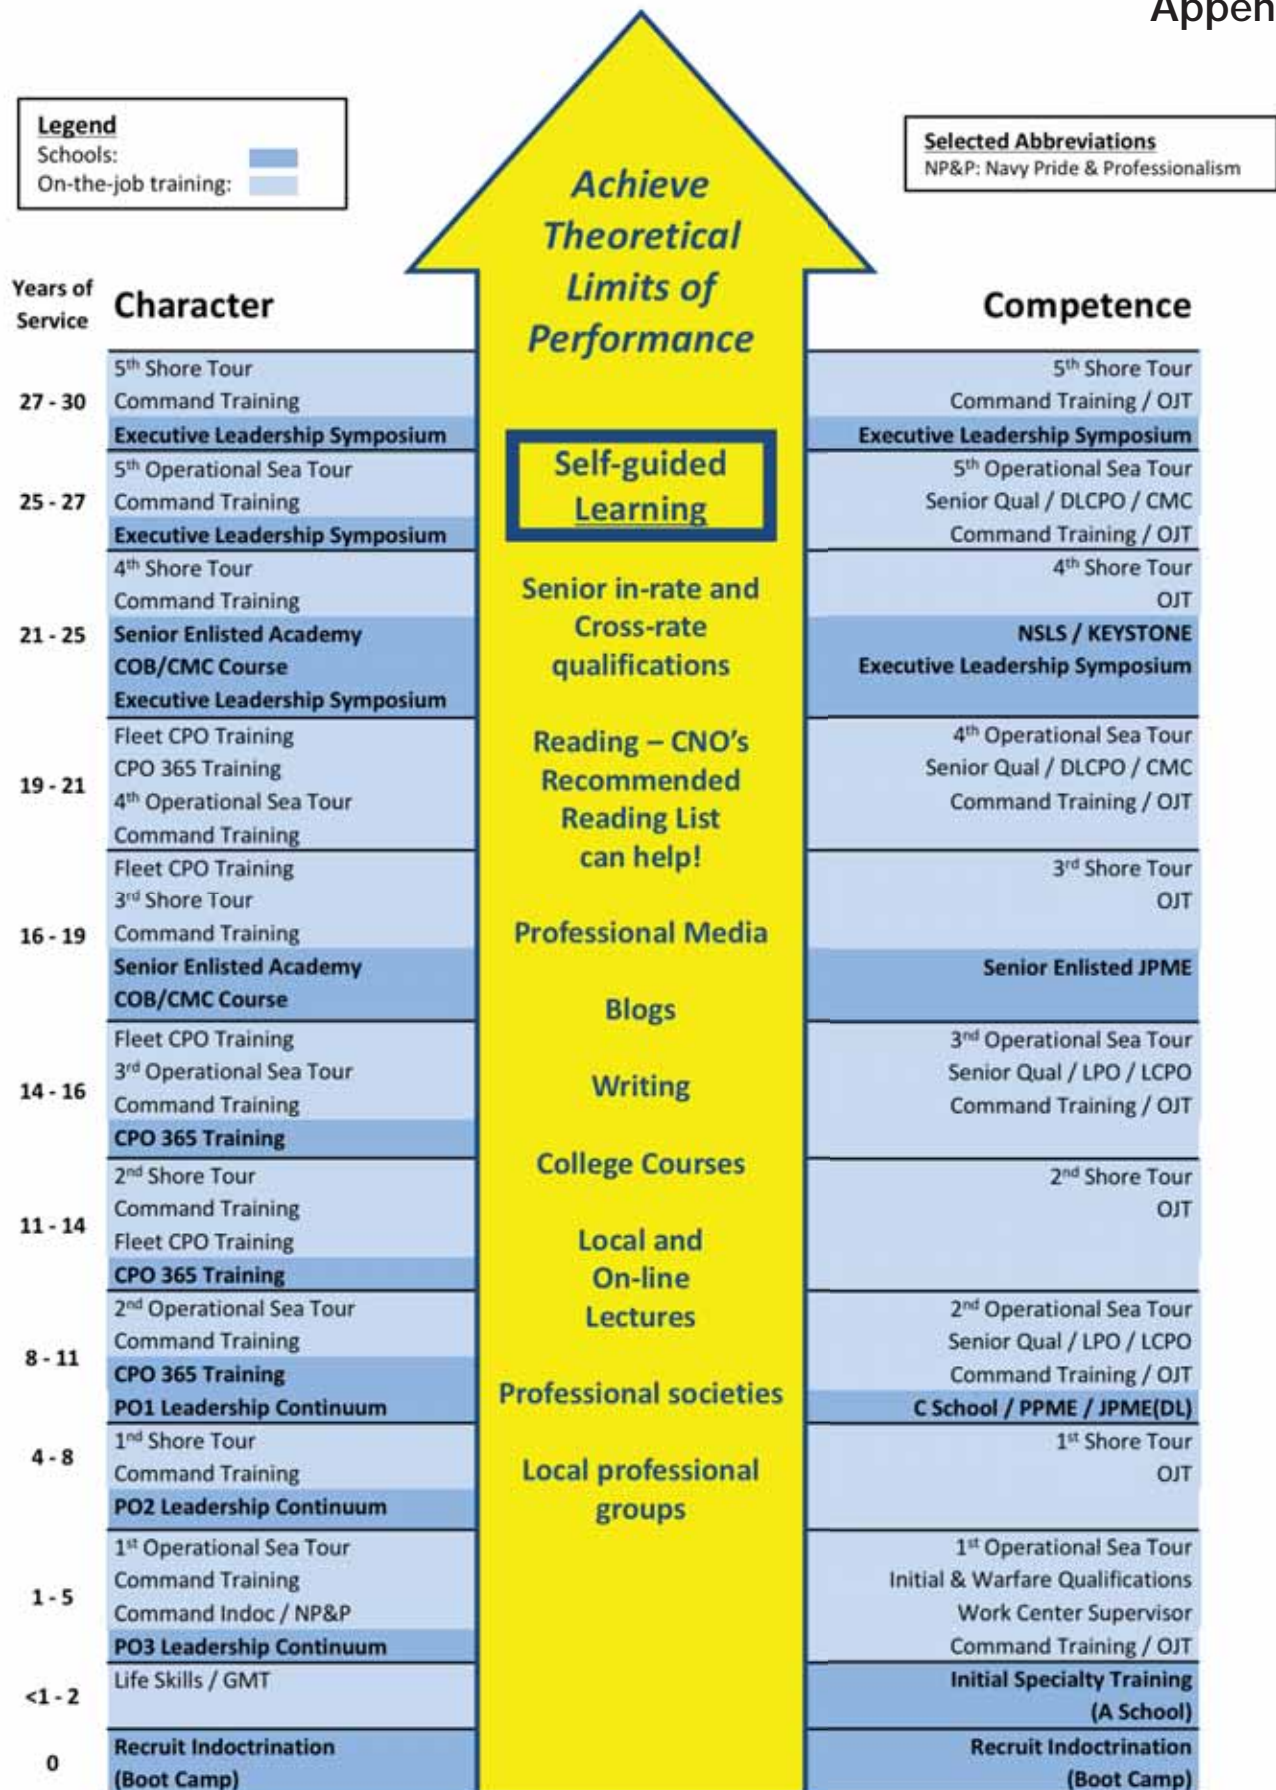 Appen
Legend
Schools:
On-the-job training:
Selected Abbreviations
NP&P: Navy Pride & Professionalism
Achieve
Theoretical
Limits of
Performance
Years of
Service
Character
Competence
27 - 30
5th Shore Tour
Command Training
Executive Leadership Symposium
5th Shore Tour
Command Training / OJT
Executive Leadership Symposium
25 - 27
5th Operational Sea Tour
Command Training
Executive Leadership Symposium
5th Operational Sea Tour
Senior Qual / DLCPO / CMC
Command Training / OJT
21 - 25
4th Shore Tour
Command Training
Senior Enlisted Academy
COB/CMC Course
Executive Leadership Symposium
4th Shore Tour
OJT
NSLS / KEYSTONE
Executive Leadership Symposium
19 - 21
Fleet CPO Training
CPO 365 Training
4th Operational Sea Tour
Command Training
4th Operational Sea Tour
Senior Qual / DLCPO / CMC
Command Training / OJT
16 - 19
Fleet CPO Training
3rd Shore Tour
Command Training
Senior Enlisted Academy
COB/CMC Course
3rd Shore Tour
OJT
Senior Enlisted JPME
14 - 16
Fleet CPO Training
3rd Operational Sea Tour
Command Training
CPO 365 Training
3nd Operational Sea Tour
Senior Qual / LPO / LCPO
Command Training / OJT
11 - 14
2nd Shore Tour
Command Training
Fleet CPO Training
CPO 365 Training
2nd Shore Tour
OJT
8 - 11
2nd Operational Sea Tour
Command Training
CPO 365 Training
PO1 Leadership Continuum
2nd Operational Sea Tour
Senior Qual / LPO / LCPO
Command Training / OJT
C School / PPME / JPME(DL)
4 - 8
1nd Shore Tour
Command Training
PO2 Leadership Continuum
1st Shore Tour
OJT
1 - 5
1st Operational Sea Tour
Command Training
Command Indoc / NP&P
PO3 Leadership Continuum
1st Operational Sea Tour
Initial & Warfare Qualifications
Work Center Supervisor
Command Training / OJT
<1 - 2
Life Skills / GMT
Initial Specialty Training
(A School)
0
Recruit Indoctrination
(Boot Camp)
Recruit Indoctrination
(Boot Camp)
Self-guided
Learning
Senior in-rate and
Cross-rate
qualifications
Reading – CNO's
Recommended
Reading List
can help!
Professional Media
Blogs
Writing
College Courses
Local and
On-line
Lectures
Professional societies
Local professional
groups